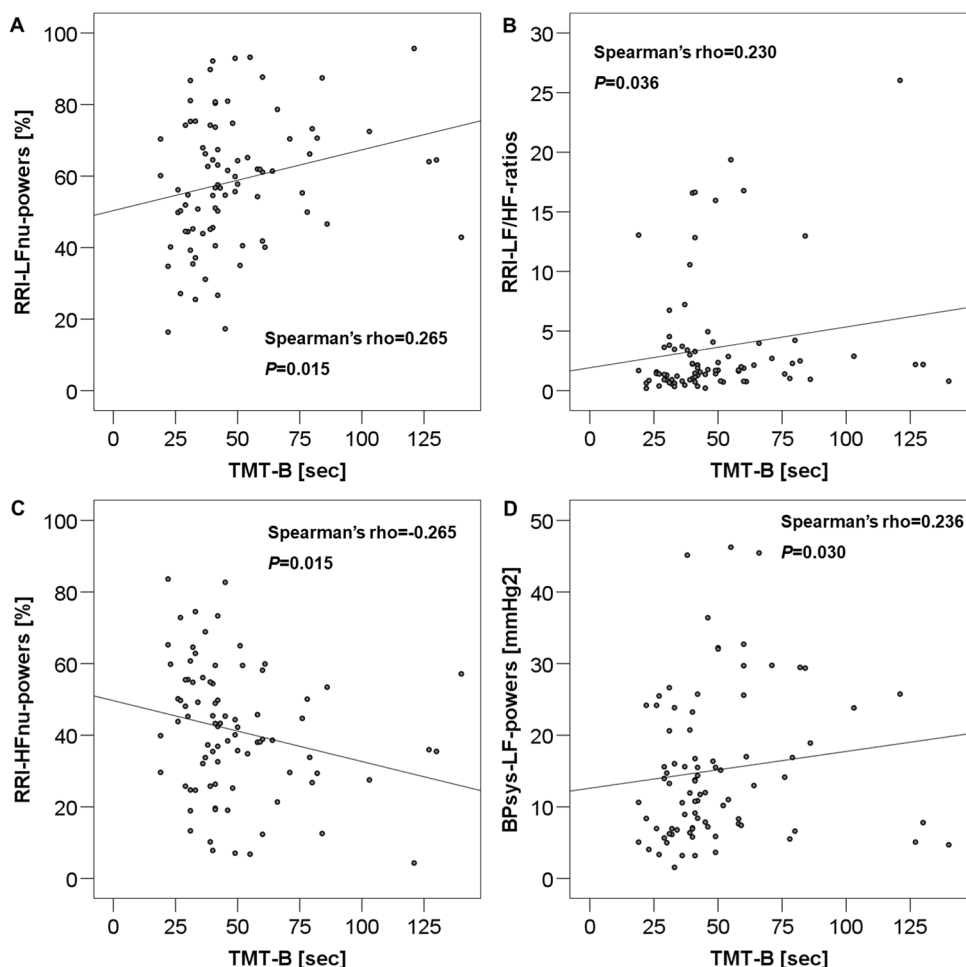 A
100
80
60
40
20
0
RRI-LFnu-powers [%]
Spearman’s rho=0.265
P=0.015
0 25 50 75 100 125
TMT-B [sec]
B
30
25
20
15
10
5
0
RRI-LF/HF-ratios
Spearman’s rho=0.230
P=0.036
0 25 50 75 100 125
TMT-B [sec]
C
100
80
60
40
20
0
RRI-HFnu-powers [%]
Spearman’s rho=-0.265
P=0.015
0 25 50 75 100 125
TMT-B [sec]
D
50
40
30
20
10
0
BPsys-LF-powers [mmHg2]
Spearman’s rho=0.236
P=0.030
0 25 50 75 100 125
TMT-B [sec]